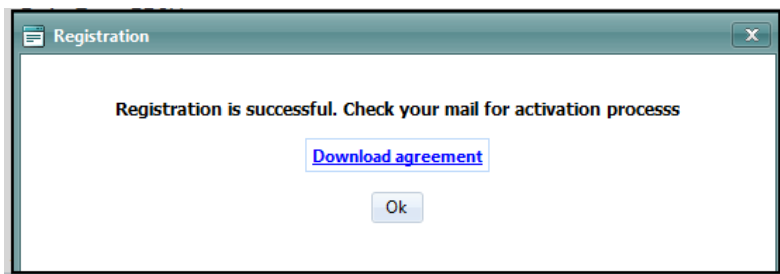 Registration
X
Registration is successful. Check your mail for activation processs
Download agreement
Ok